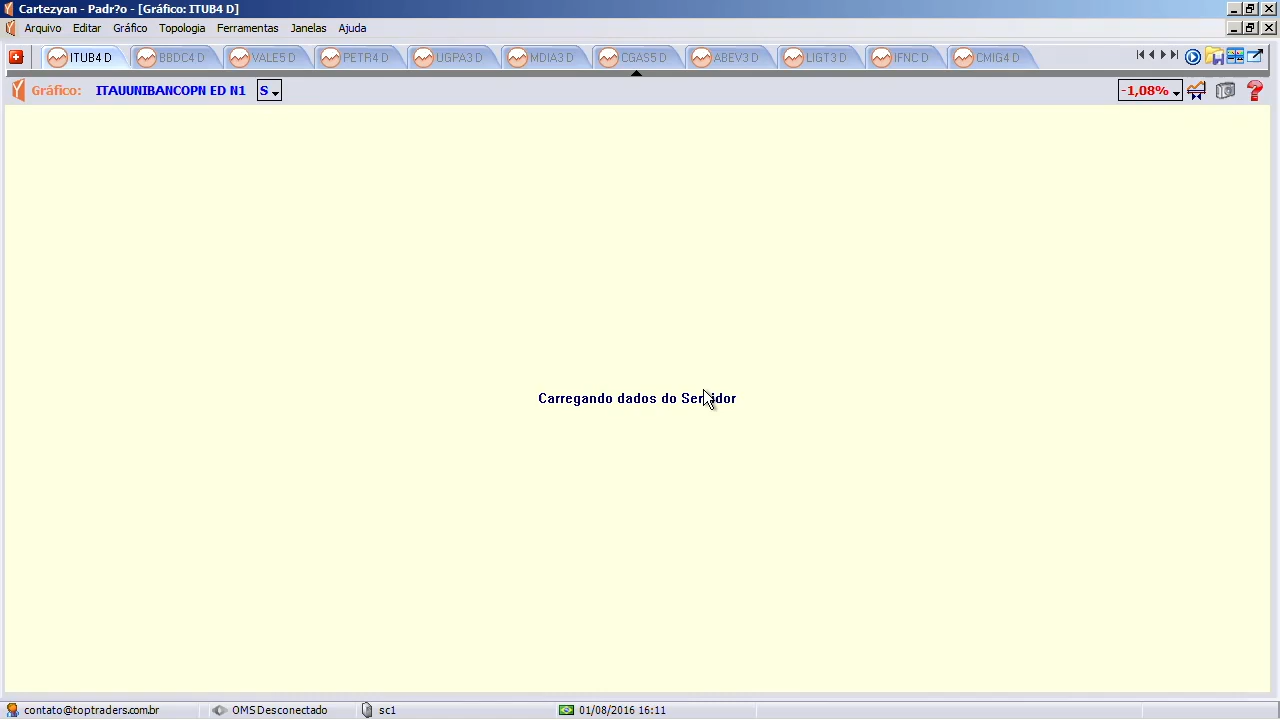 Cartezyan - Padr?o - [Gráfico: ITUB4 D]
Arquivo Editar Gráfico Topologia Ferramentas Janelas Ajuda
ITUB4 D BBDC4 D VALE5 D PETR4 D UGPA3 D MDIA3 D CGAS5 D ABEV3 D LIGT3 D IFNC D CMIG4 D
Gráfico: ITAUUNIBANCOPN ED N1 S -1,08%
Carregando dados do Servidor
contato@toptraders.com.br OMS Desconectado sc1 01/08/2016 16:11